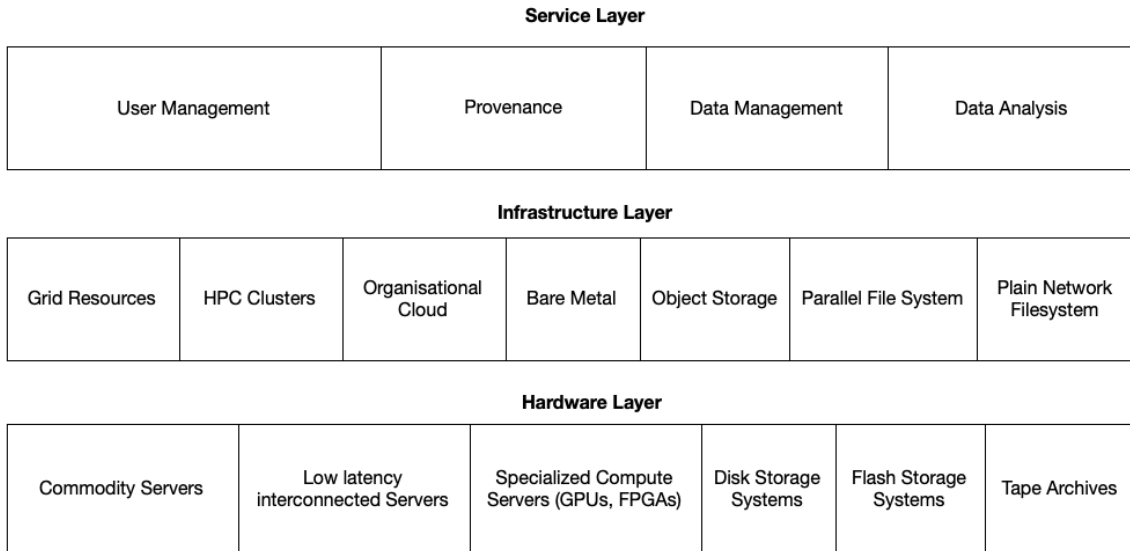 Service Layer
User Management
Provenance
Data Management
Data Analysis
Infrastructure Layer
Grid Resources
HPC Clusters
Organisational
Cloud
Bare Metal
Object Storage
Parallel File System
Plain Network
Filesystem
Hardware Layer
Commodity Servers
Low latency
interconnected Servers
Specialized Compute
Servers (GPUs, FPGAs)
Disk Storage
Systems
Flash Storage
Systems
Tape Archives